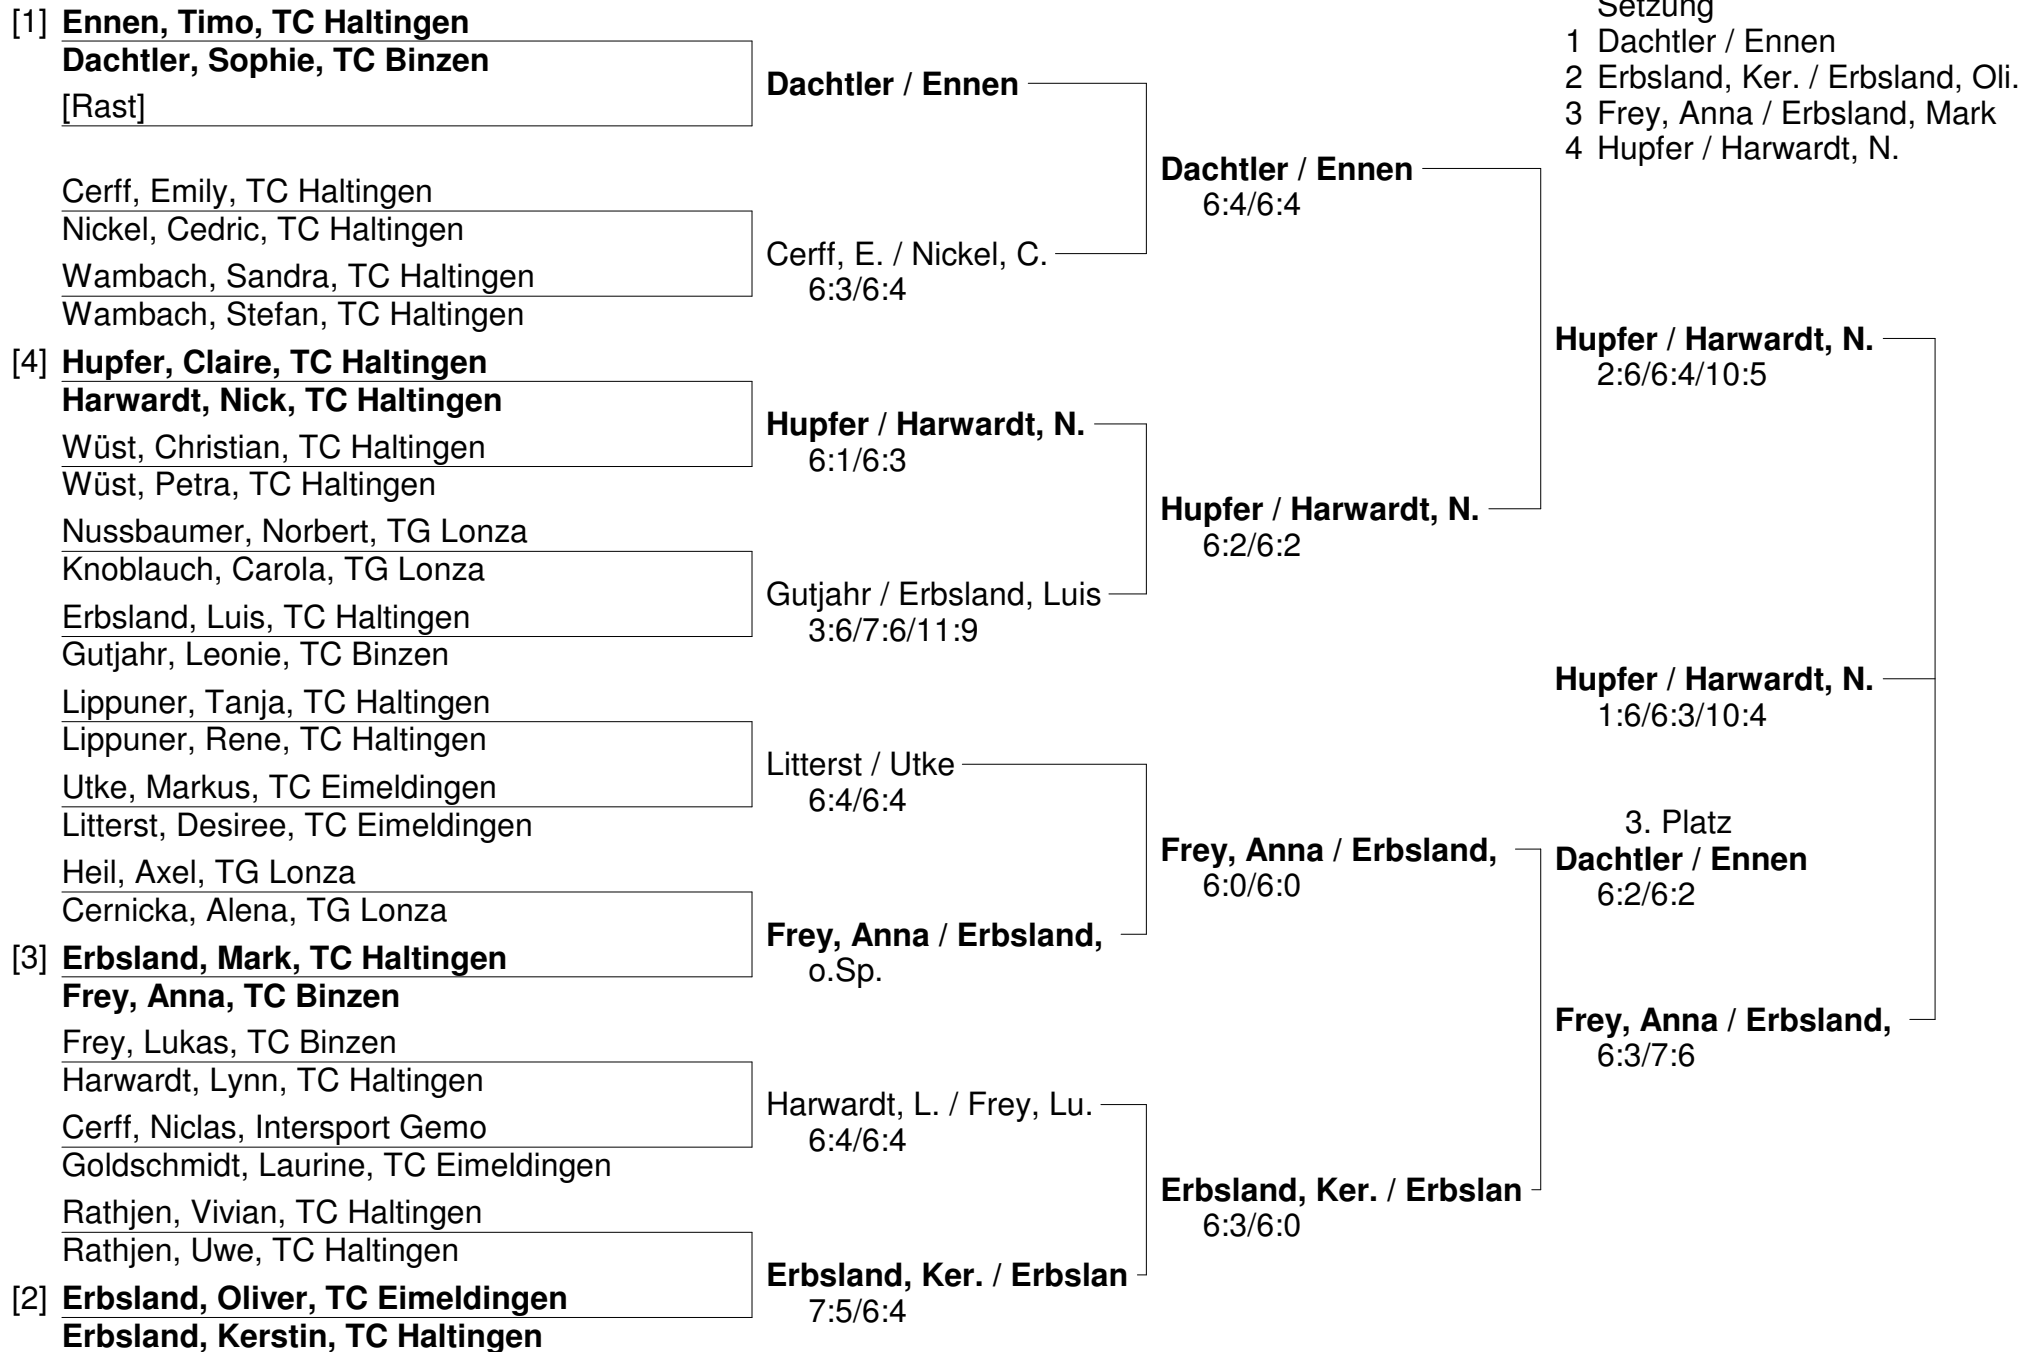 Setzung
1 Dachtler / Ennen
2 Erbsland, Ker. / Erbsland, Oli.
3 Frey, Anna / Erbsland, Mark
4 Hupfer / Harwardt, N.
[1] Ennen, Timo, TC Haltingen
Dachtler, Sophie, TC Binzen
[Rast]
Cerff, Emily, TC Haltingen
Nickel, Cedric, TC Haltingen
Wambach, Sandra, TC Haltingen
Wambach, Stefan, TC Haltingen
[4] Hupfer, Claire, TC Haltingen
Harwardt, Nick, TC Haltingen
Wüst, Christian, TC Haltingen
Wüst, Petra, TC Haltingen
Nussbaumer, Norbert, TG Lonza
Knoblauch, Carola, TG Lonza
Erbsland, Luis, TC Haltingen
Gutjahr, Leonie, TC Binzen
Lippuner, Tanja, TC Haltingen
Lippuner, Rene, TC Haltingen
Utke, Markus, TC Eimeldingen
Litterst, Desiree, TC Eimeldingen
Heil, Axel, TG Lonza
Cernicka, Alena, TG Lonza
[3] Erbsland, Mark, TC Haltingen
Frey, Anna, TC Binzen
Frey, Lukas, TC Binzen
Harwardt, Lynn, TC Haltingen
Cerff, Niclas, Intersport Gemo
Goldschmidt, Laurine, TC Eimeldingen
Rathjen, Vivian, TC Haltingen
Rathjen, Uwe, TC Haltingen
[2] Erbsland, Oliver, TC Eimeldingen
Erbsland, Kerstin, TC Haltingen
Dachtler / Ennen
Cerff, E. / Nickel, C.
6:3/6:4
Hupfer / Harwardt, N.
6:1/6:3
Gutjahr / Erbsland, Luis
3:6/7:6/11:9
Litterst / Utke
6:4/6:4
Frey, Anna / Erbsland,
o.Sp.
Harwardt, L. / Frey, Lu.
6:4/6:4
Erbsland, Ker. / Erbslan
7:5/6:4
Dachtler / Ennen
6:4/6:4
Hupfer / Harwardt, N.
6:2/6:2
Frey, Anna / Erbsland,
6:0/6:0
Erbsland, Ker. / Erbslan
6:3/6:0
Hupfer / Harwardt, N.
2:6/6:4/10:5
Hupfer / Harwardt, N.
1:6/6:3/10:4
3. Platz
Dachtler / Ennen
6:2/6:2
Frey, Anna / Erbsland,
6:3/7:6